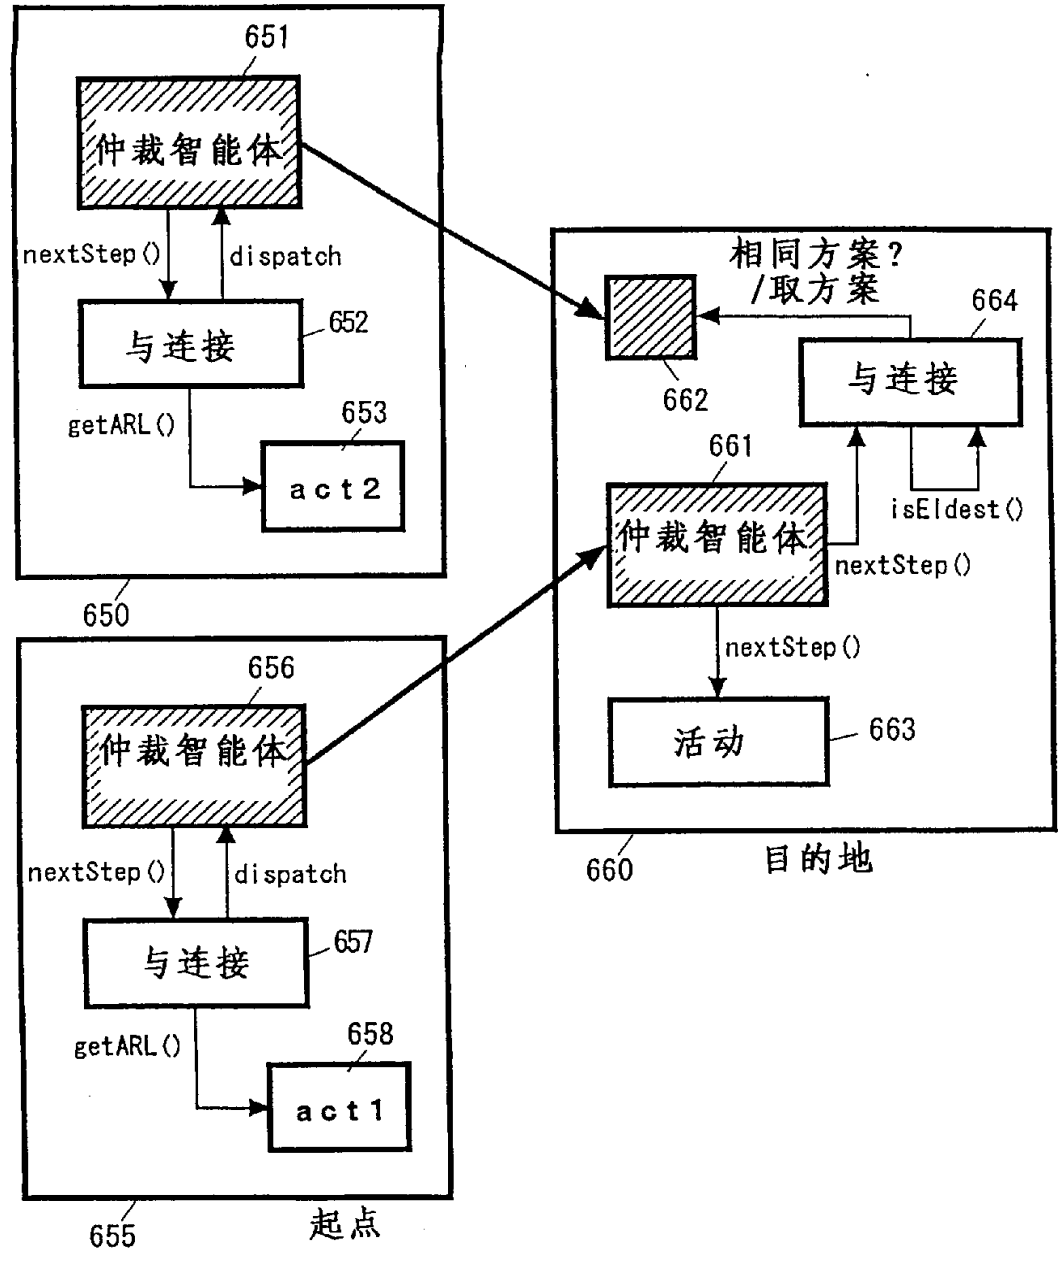 651
仲裁智能体
nextStep()
dispatch
652
与连接
getARL()
653
act2
650
656
仲裁智能体
nextStep()
dispatch
657
与连接
getARL()
658
act1
655
起点
相同方案?
/取方案
664
662
与连接
661
isEldest()
仲裁智能体
nextStep()
nextStep()
663
活动
660
目的地